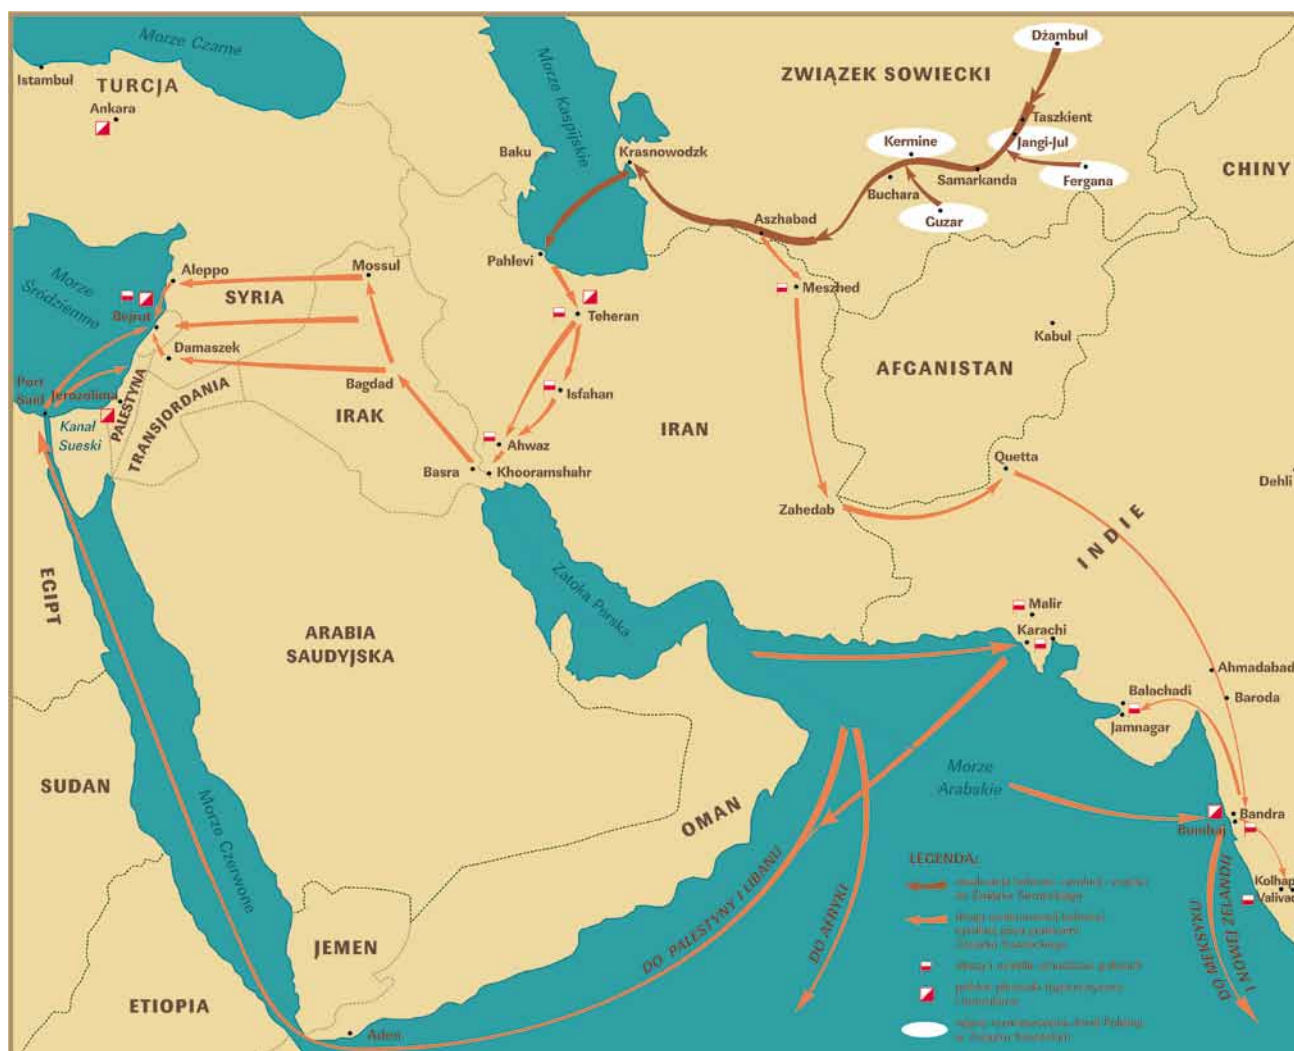 Morze Czarne
Istambul
TURCJA
Ankara
Morze Kaspijskie
Baku
Krasnowodzk
ZWIĄZEK SOWIECKI
Dżambuł
Taszkient
Jangi-Jul
Kermine
Samarkanda
Fergana
Buchara
Guzar
CHINY
Aszhabad
Pahlevi
Meszhed
Teheran
Mossul
Aleppo
SYRIA
Morze
Śródziemne
Bejrut
Damaszek
Port
Said
Jerozolima
PALESTYNA
TRANSJORDANIA
Kanał
Sueski
Bagdad
IRAK
Isfahan
Ahwaz
Basra
Khooramshahr
IRAN
Kabul
AFGANISTAN
Quetta
Zahedab
Dehli
INDIE
EGIPT
ARABIA
SAUDYJSKA
Zatoka Perska
Malir
Karachi
Ahmadabad
Balachadi
Baroda
Jamnagar
SUDAN
Morze Czerwone
OMAN
Morze
Arabskie
Bandra
Bombaj
Kolhap
Valivad
JEMEN
ETIOPIA
Aden
DO PALESTYNY I LIBANU
DO AFRYKI
DO MEKSYKU
I NOWEJ ZELANDII
LEGENDA: